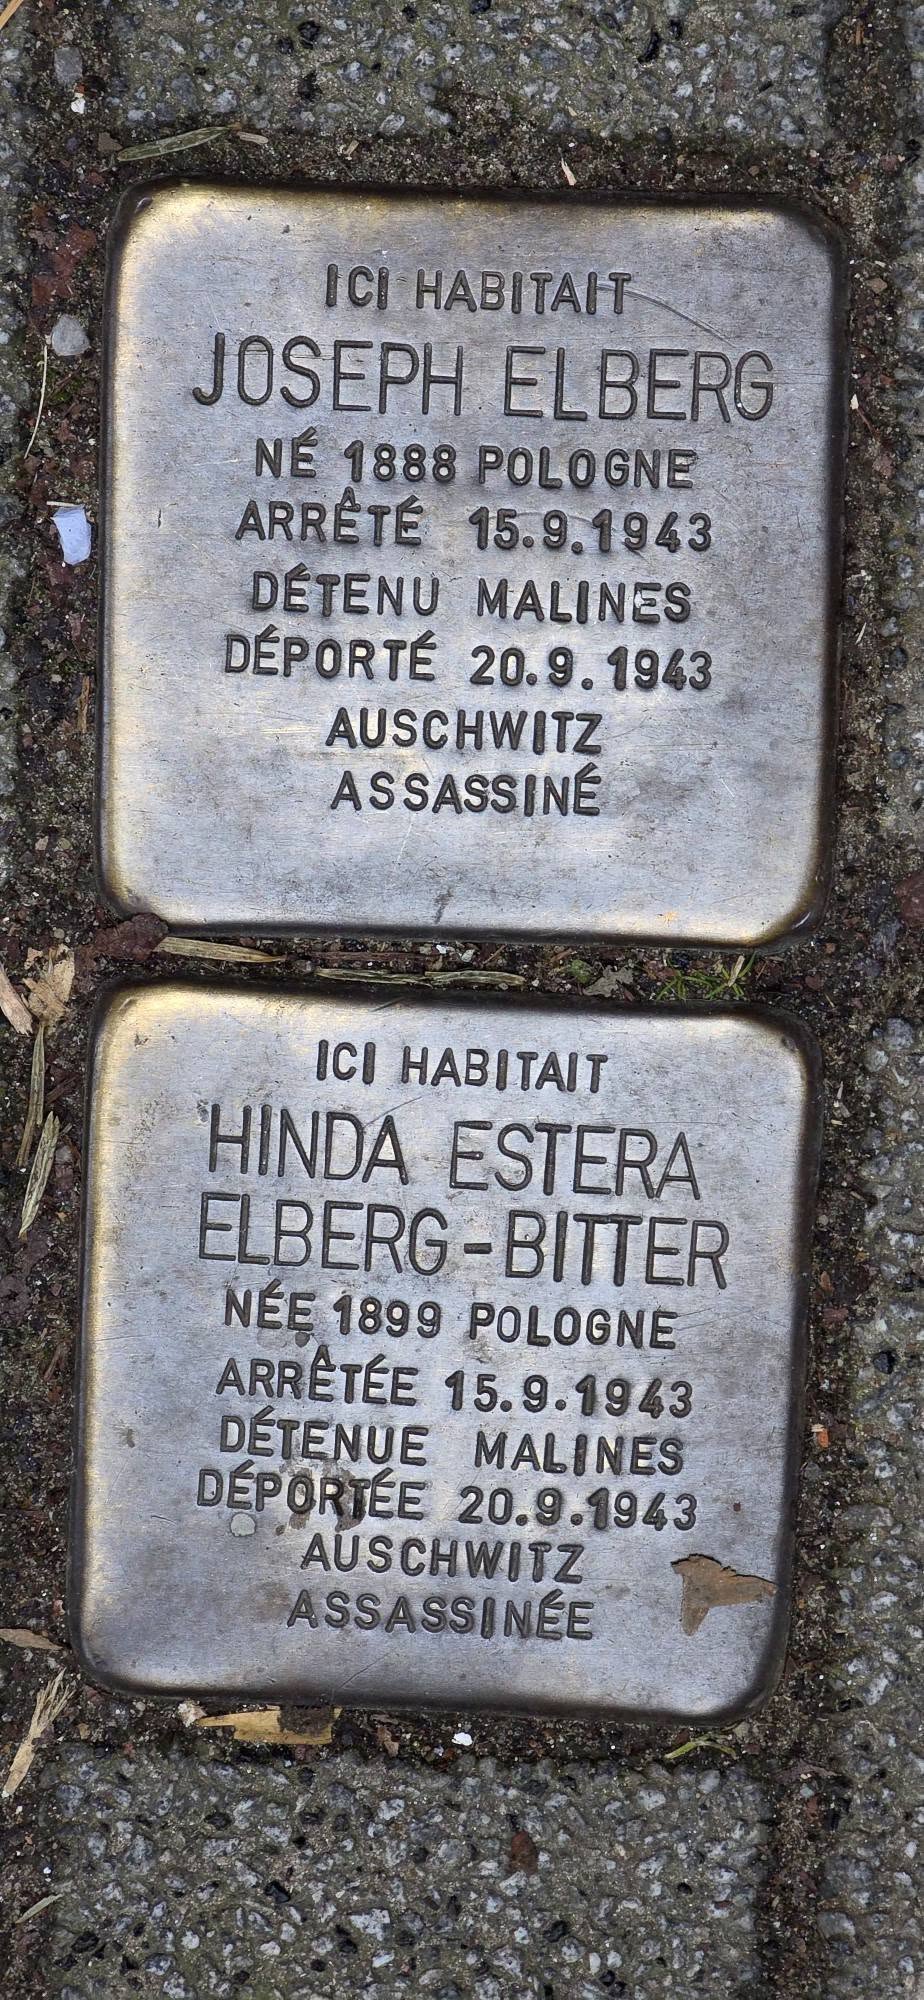 ICI HABITAIT
JOSEPH ELBERG
NÉ 1888 POLOGNE
ARRÊTÉ 15.9.1943
DÉTENU MALINES
DÉPORTÉ 20.9.1943
AUSCHWITZ
ASSASSINÉ
ICI HABITAIT
HINDA ESTERA
ELBERG-BITTER
NÉE 1899 POLOGNE
ARRÊTÉE 15.9.1943
DÉTENUE MALINES
DÉPORTÉE 20.9.1943
AUSCHWITZ
ASSASSINÉE